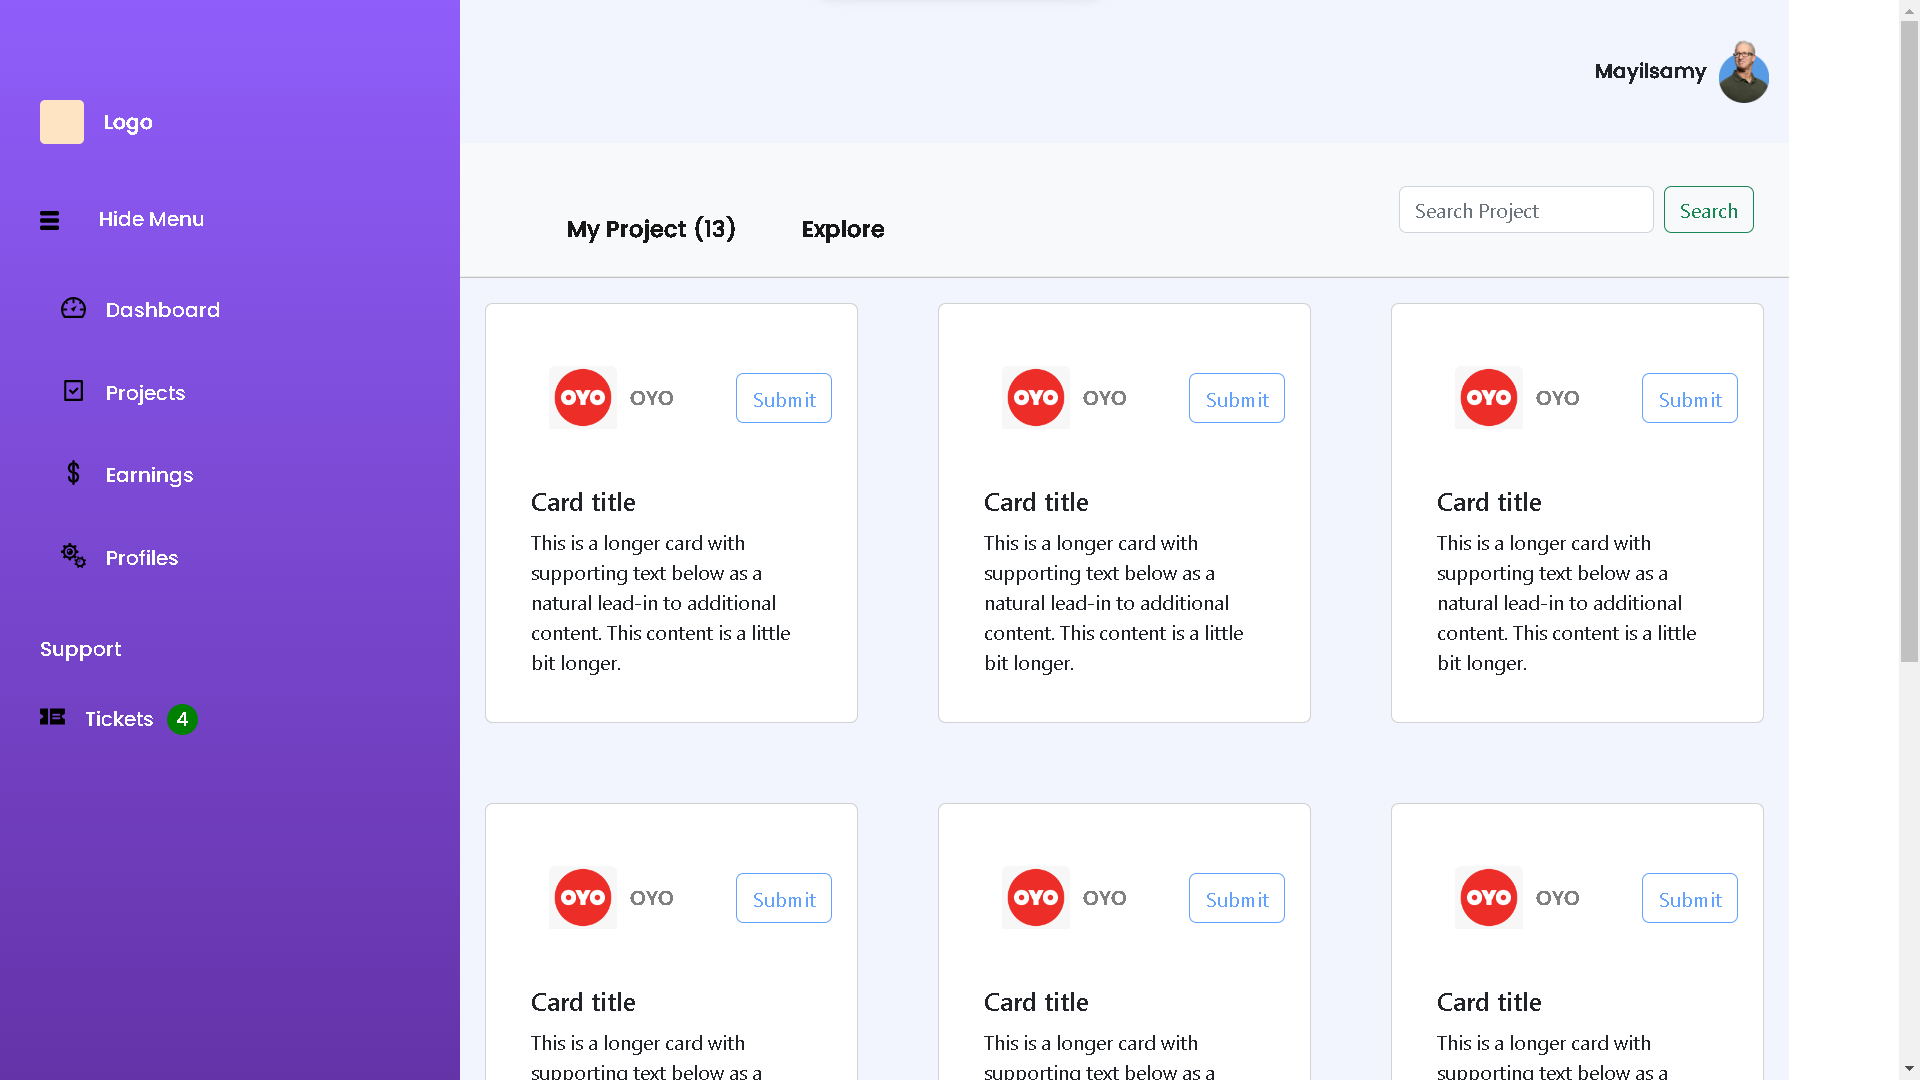 Logo
Hide Menu
Dashboard
Projects
Earnings
Profiles
Support
Tickets 4
Mayilsamy
My Project (13) Explore
Search Project Search
OYO OYO Submit
Card title
This is a longer card with
supporting text below as a
natural lead-in to additional
content. This content is a little
bit longer.
OYO OYO Submit
Card title
This is a longer card with
supporting text below as a
natural lead-in to additional
content. This content is a little
bit longer.
OYO OYO Submit
Card title
This is a longer card with
supporting text below as a
natural lead-in to additional
content. This content is a little
bit longer.
OYO OYO Submit
Card title
This is a longer card with
supporting text below as a
OYO OYO Submit
Card title
This is a longer card with
supporting text below as a
OYO OYO Submit
Card title
This is a longer card with
supporting text below as a